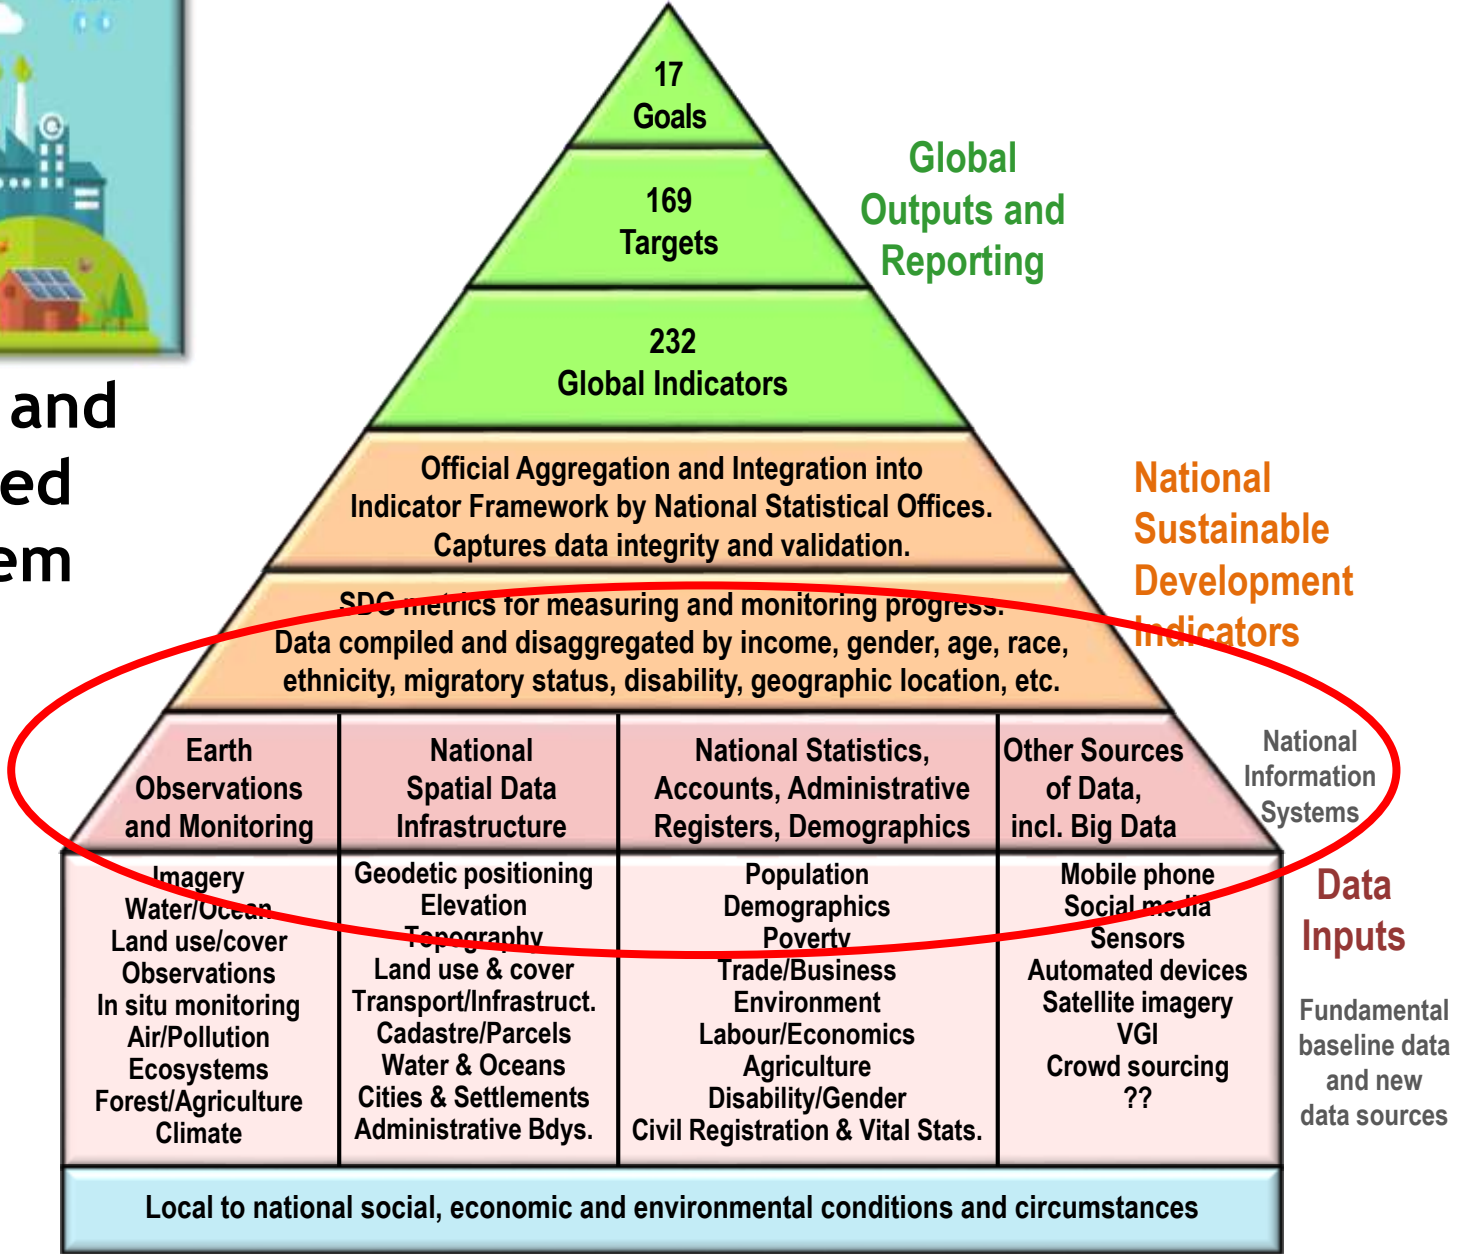 and
ed
em
17
Goals
169
Targets
232
Global Indicators
Global
Outputs and
Reporting
Official Aggregation and Integration into
Indicator Framework by National Statistical Offices.
Captures data integrity and validation.
SDG metrics for measuring and monitoring progress.
Data compiled and disaggregated by income, gender, age, race,
ethnicity, migratory status, disability, geographic location, etc.
National
Sustainable
Development
Indicators
Earth
Observations
and Monitoring
National
Spatial Data
Infrastructure
National Statistics,
Accounts, Administrative
Registers, Demographics
Other Sources
of Data,
incl. Big Data
National
Information
Systems
Imagery
Water/Ocean
Land use/cover
Observations
In situ monitoring
Air/Pollution
Ecosystems
Forest/Agriculture
Climate
Geodetic positioning
Elevation
Topography
Land use & cover
Transport/Infrastruct.
Cadastre/Parcels
Water & Oceans
Cities & Settlements
Administrative Bdys.
Population
Demographics
Poverty
Trade/Business
Environment
Labour/Economics
Agriculture
Disability/Gender
Civil Registration & Vital Stats.
Mobile phone
Social media
Sensors
Automated devices
Satellite imagery
VGI
Crowd sourcing
??
Data
Inputs
Fundamental
baseline data
and new
data sources
Local to national social, economic and environmental conditions and circumstances